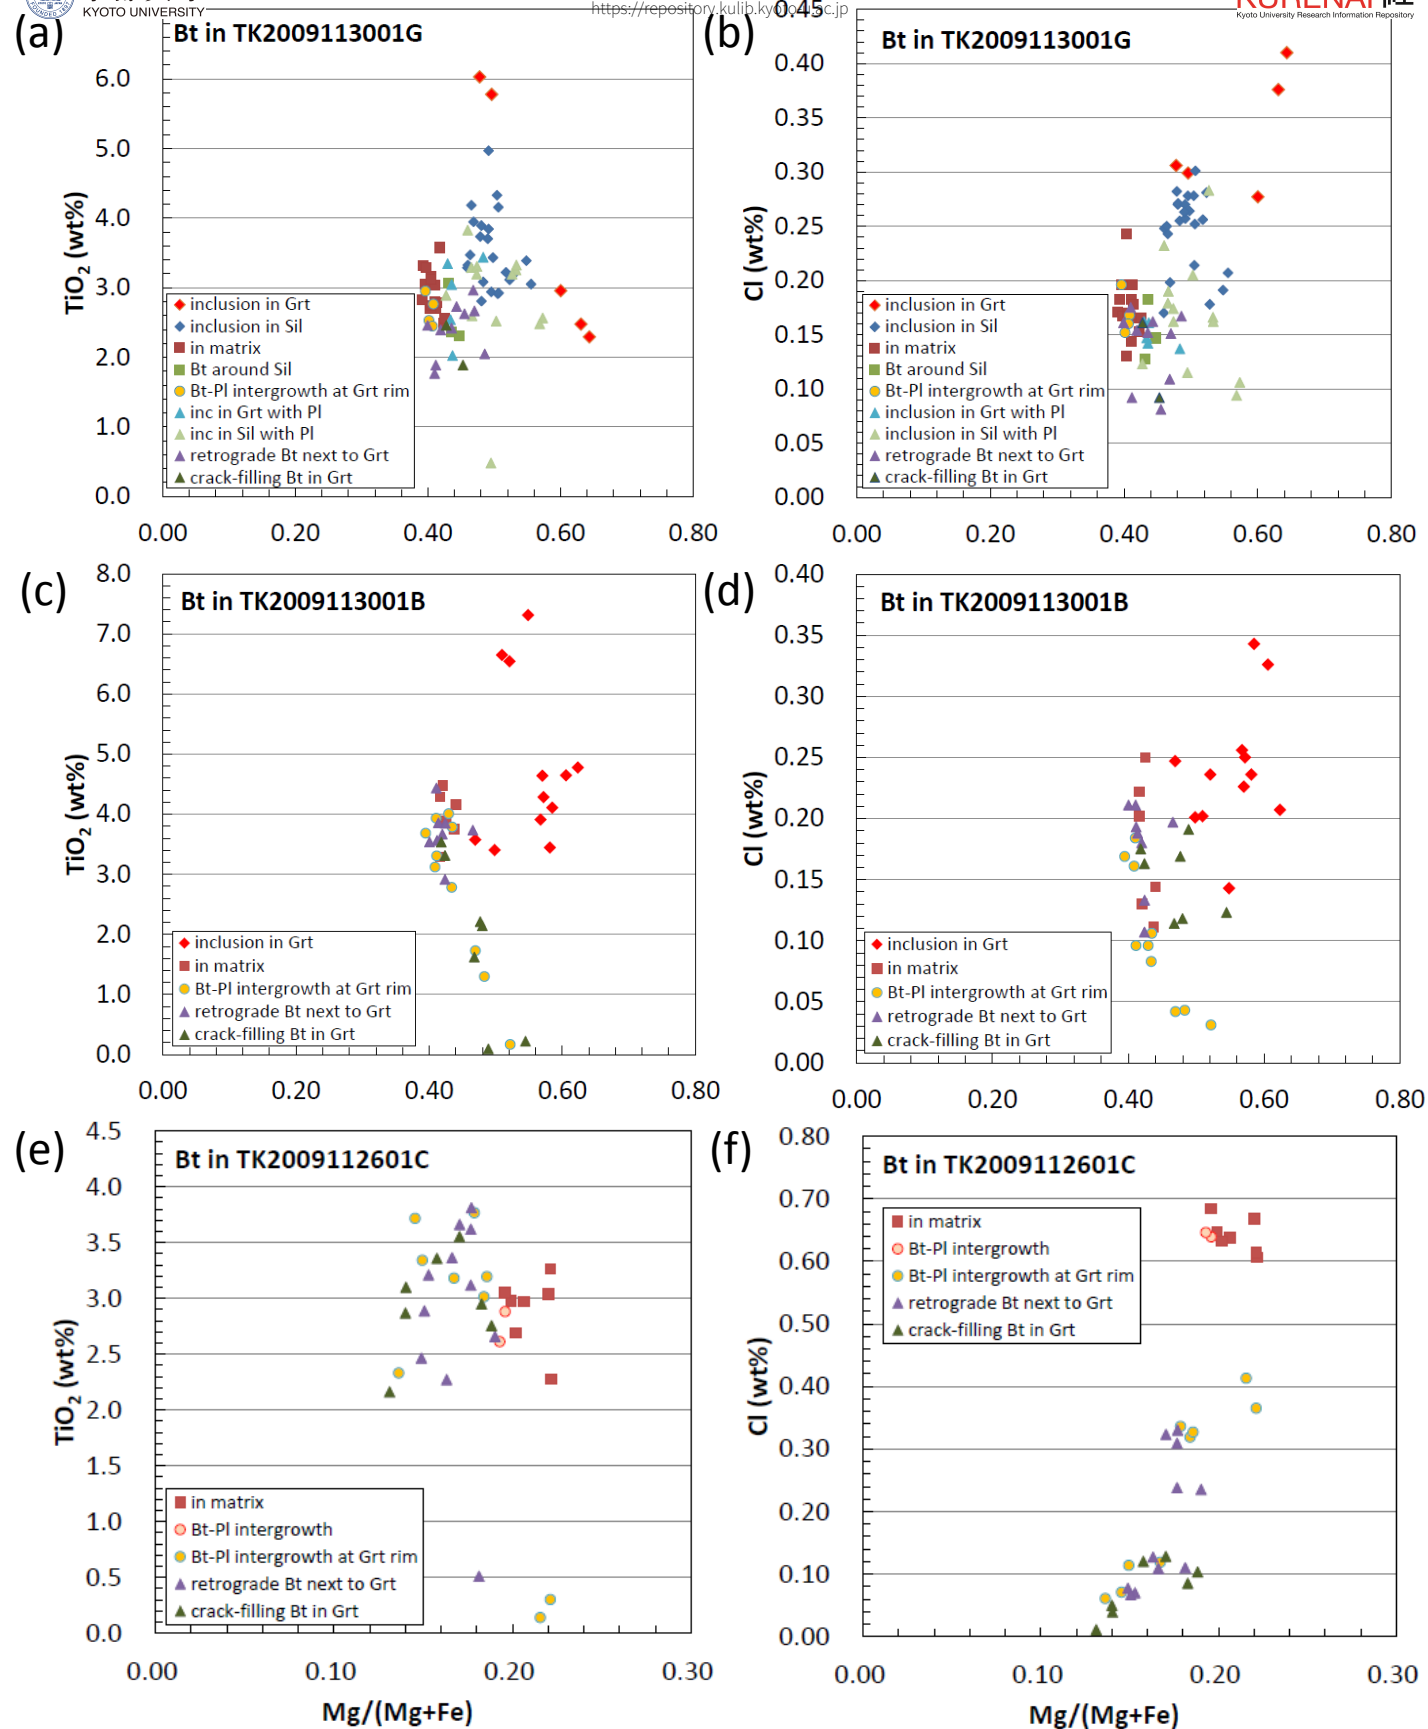 KYOTO UNIVERSITY
https://repository.kulib.kyoto-u.ac.jp
KURENAI
Kyoto University Research Information Repository
(a)
Bt in TK2009113001G
TiO2 (wt%)
6.0
5.0
4.0
3.0
2.0
1.0
0.0
inclusion in Grt
inclusion in Sil
in matrix
Bt around Sil
Bt-Pl intergrowth at Grt rim
inc in Grt with Pl
inc in Sil with Pl
retrograde Bt next to Grt
crack-filling Bt in Grt
0.00 0.20 0.40 0.60 0.80
(b)
Bt in TK2009113001G
Cl (wt%)
0.45
0.40
0.35
0.30
0.25
0.20
0.15
0.10
0.05
0.00
inclusion in Grt
inclusion in Sil
in matrix
Bt around Sil
Bt-Pl intergrowth at Grt rim
inclusion in Grt with Pl
inclusion in Sil with Pl
retrograde Bt next to Grt
crack-filling Bt in Grt
0.00 0.20 0.40 0.60 0.80
(c)
Bt in TK2009113001B
TiO2 (wt%)
8.0
7.0
6.0
5.0
4.0
3.0
2.0
1.0
0.0
inclusion in Grt
in matrix
Bt-Pl intergrowth at Grt rim
retrograde Bt next to Grt
crack-filling Bt in Grt
0.00 0.20 0.40 0.60 0.80
(d)
Bt in TK2009113001B
Cl (wt%)
0.40
0.35
0.30
0.25
0.20
0.15
0.10
0.05
0.00
inclusion in Grt
in matrix
Bt-Pl intergrowth at Grt rim
retrograde Bt next to Grt
crack-filling Bt in Grt
0.00 0.20 0.40 0.60 0.80
(e)
Bt in TK2009112601C
TiO2 (wt%)
4.5
4.0
3.5
3.0
2.5
2.0
1.5
1.0
0.5
0.0
in matrix
Bt-Pl intergrowth
Bt-Pl intergrowth at Grt rim
retrograde Bt next to Grt
crack-filling Bt in Grt
0.00 0.10 0.20 0.30
Mg/(Mg+Fe)
(f)
Bt in TK2009112601C
Cl (wt%)
0.80
0.70
0.60
0.50
0.40
0.30
0.20
0.10
0.00
in matrix
Bt-Pl intergrowth
Bt-Pl intergrowth at Grt rim
retrograde Bt next to Grt
crack-filling Bt in Grt
0.00 0.10 0.20 0.30
Mg/(Mg+Fe)